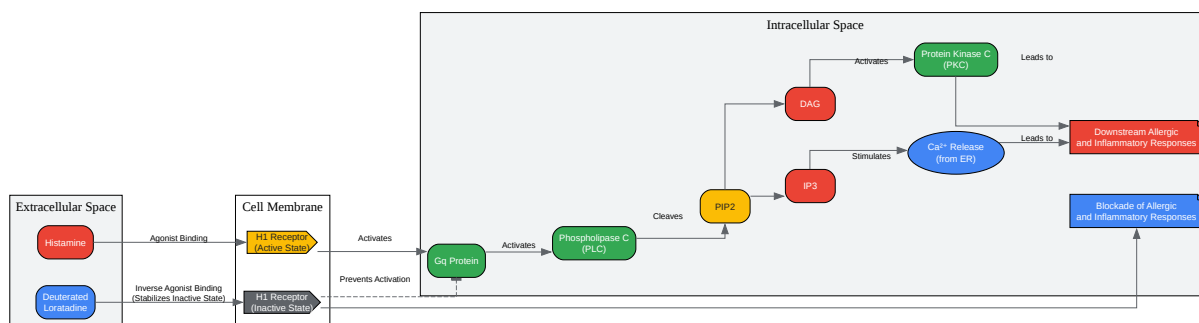 Intracellular Space
Protein Kinase C
(PKC)
Leads to
Activates
DAG
Downstream Allergic
and Inflammatory Responses
Leads to
Ca²⁺ Release
(from ER)
Stimulates
IP3
PIP2
Cleaves
Blockade of Allergic
and Inflammatory Responses
Extracellular Space
Cell Membrane
Histamine
Agonist Binding
H1 Receptor
(Active State)
Activates
Gq Protein
Activates
Phospholipase C
(PLC)
Prevents Activation
Deuterated
Loratadine
Inverse Agonist Binding
(Stabilizes Inactive State)
H1 Receptor
(Inactive State)